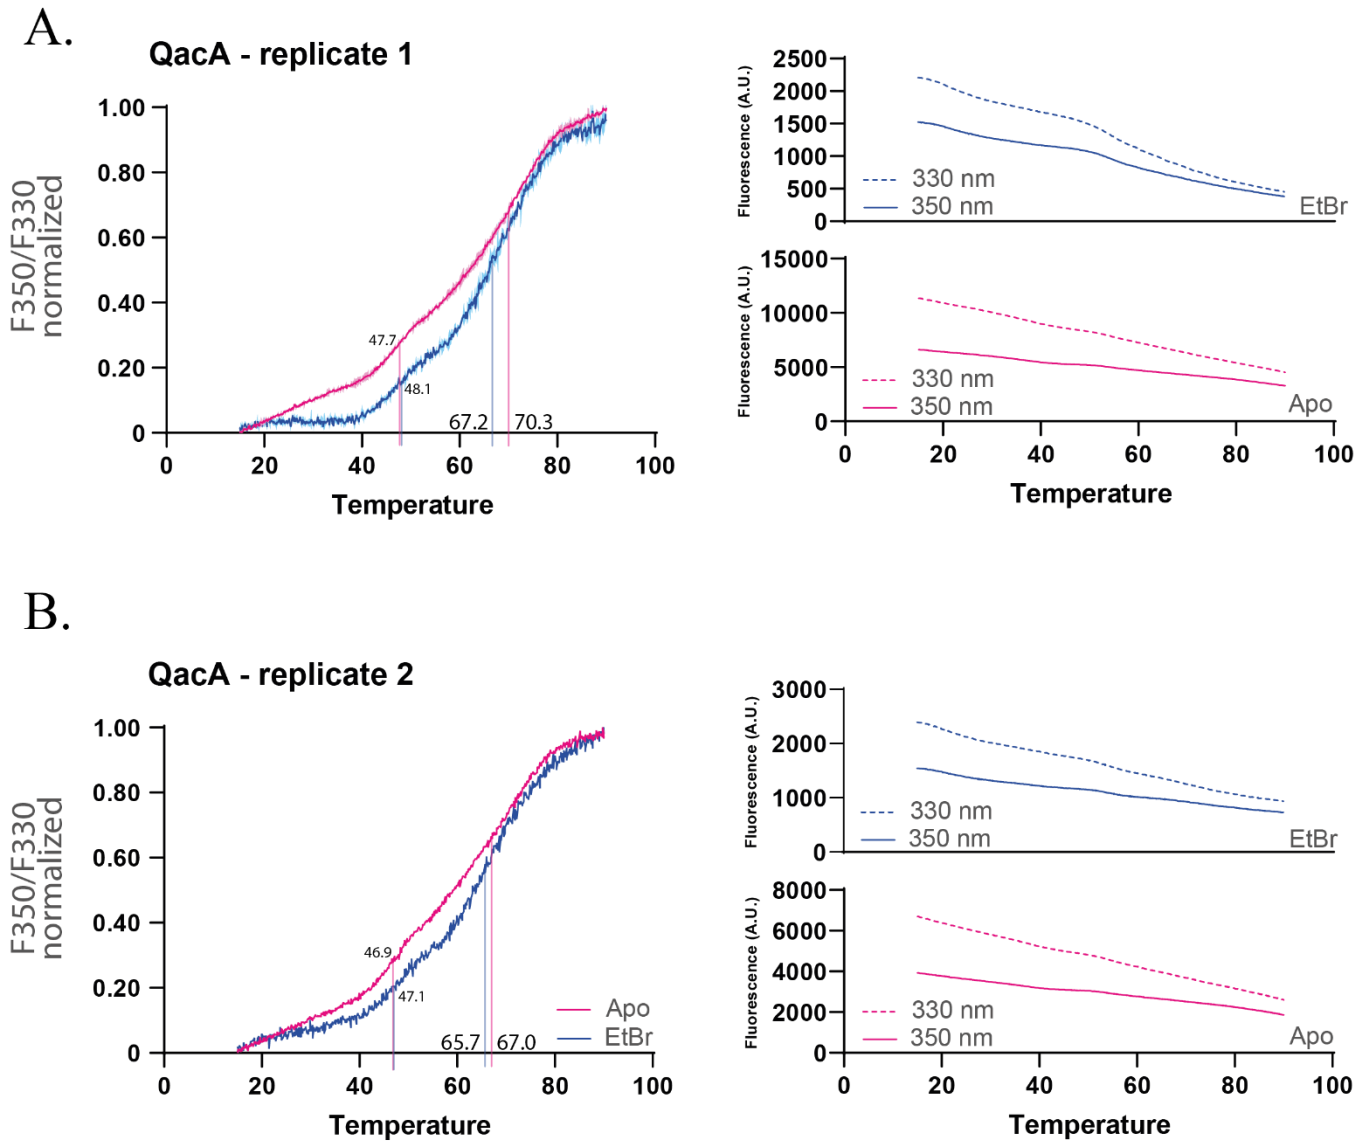 A.
QacA - replicate 1
F350/F330
normalized
1.00
0.80
0.60
0.40
0.20
0
47.7
48.1
67.2
70.3
0 20 40 60 80 100
Temperature
Fluorescence (A.U.)
2500
2000
1500
1000
500
0
330 nm
350 nm
EtBr
Fluorescence (A.U.)
15000
10000
5000
0
330 nm
350 nm
Apo
0 20 40 60 80 100
Temperature
B.
QacA - replicate 2
F350/F330
normalized
1.00
0.80
0.60
0.40
0.20
0
46.9
47.1
65.7
67.0
Apo
EtBr
0 20 40 60 80 100
Temperature
Fluorescence (A.U.)
3000
2000
1000
0
330 nm
350 nm
EtBr
Fluorescence (A.U.)
8000
6000
4000
2000
0
330 nm
350 nm
Apo
0 20 40 60 80 100
Temperature